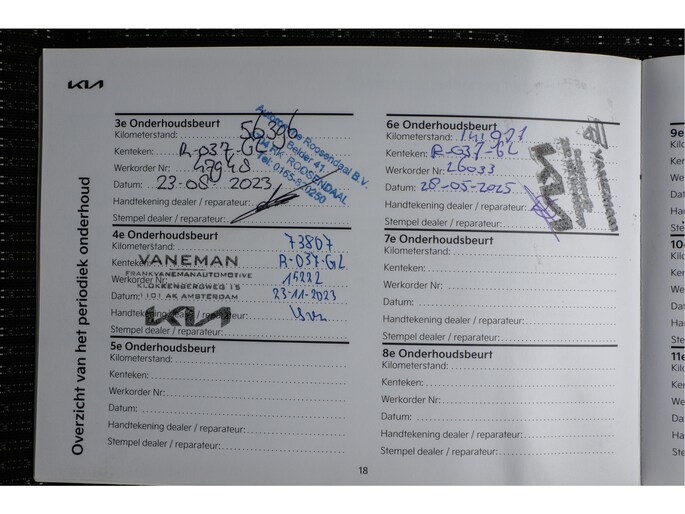 KIA
Overzicht van het periodiek onderhoud
3e Onderhoudsbeurt
Kilometerstand: 56396
Kenteken: R-037-GL
Werkorder Nr: 47948
Datum: 23-08-2023
Handtekening dealer / reparateur:
Stempel dealer / reparateur:
Roosendaal B.V.
Belder 41
ROOSENDAAL
4e Onderhoudsbeurt
Kilometerstand: 73807
Kenteken: R-037-GL
Werkorder Nr: 15222
Datum: 23-11-2023
Handtekening dealer / reparateur:
Stempel dealer / reparateur:
VANEMAN
FRANKVANEMANAUTOMOTIVE
KLOKKENBERGWEG 15
1101 AK AMSTERDAM
KIA
5e Onderhoudsbeurt
Kilometerstand:
Kenteken:
Werkorder Nr:
Datum:
Handtekening dealer / reparateur:
Stempel dealer / reparateur:
6e Onderhoudsbeurt
Kilometerstand:
Kenteken: R-037-GL
Werkorder Nr: 26033
Datum: 28-05-2025
Handtekening dealer / reparateur:
Stempel dealer / reparateur:
VANEMAN
KIA
7e Onderhoudsbeurt
Kilometerstand:
Kenteken:
Werkorder Nr:
Datum:
Handtekening dealer / reparateur:
Stempel dealer / reparateur:
8e Onderhoudsbeurt
Kilometerstand:
Kenteken:
Werkorder Nr:
Datum:
Handtekening dealer / reparateur:
Stempel dealer / reparateur:
18